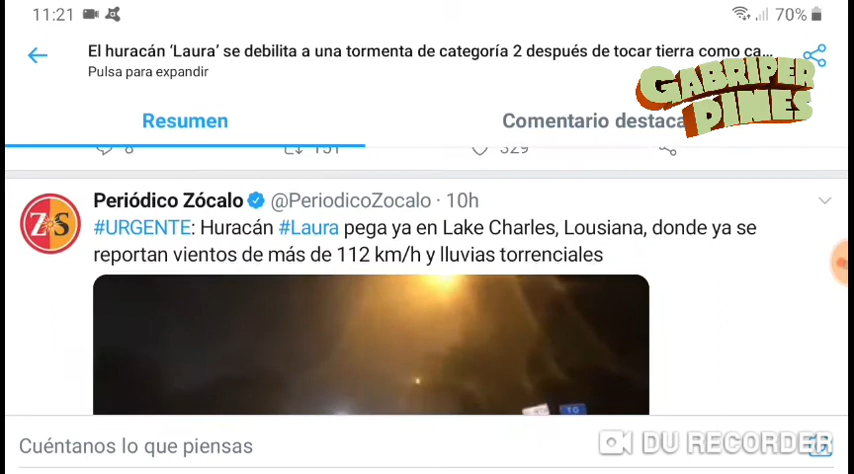 11:21
70%
El huracán ‘Laura’ se debilita a una tormenta de categoría 2 después de tocar tierra como ca...
Pulsa para expandir
GABRIPER
PINES
Resumen
Comentario destaca
8
151
329
Periódico Zócalo @PeriodicoZocalo · 10h
#URGENTE: Huracán #Laura pega ya en Lake Charles, Lousiana, donde ya se
reportan vientos de más de 112 km/h y lluvias torrenciales
Z S
Cuéntanos lo que piensas
DU RECORDER